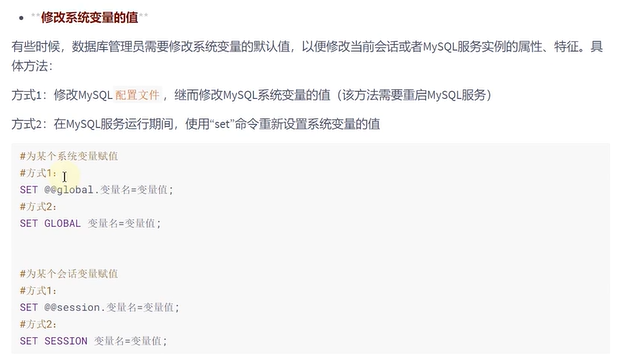 **修改系统变量的值**
有些时候，数据库管理员需要修改系统变量的默认值，以便修改当前会话或者MySQL服务实例的属性、特征。具
体方法：
方式1：修改MySQL 配置文件 ，继而修改MySQL系统变量的值（该方法需要重启MySQL服务）
方式2：在MySQL服务运行期间，使用“set”命令重新设置系统变量的值
#为某个系统变量赋值
#方式1：
SET @@global.变量名=变量值;
#方式2：
SET GLOBAL 变量名=变量值;
#为某个会话变量赋值
#方式1：
SET @@session.变量名=变量值;
#方式2：
SET SESSION 变量名=变量值;